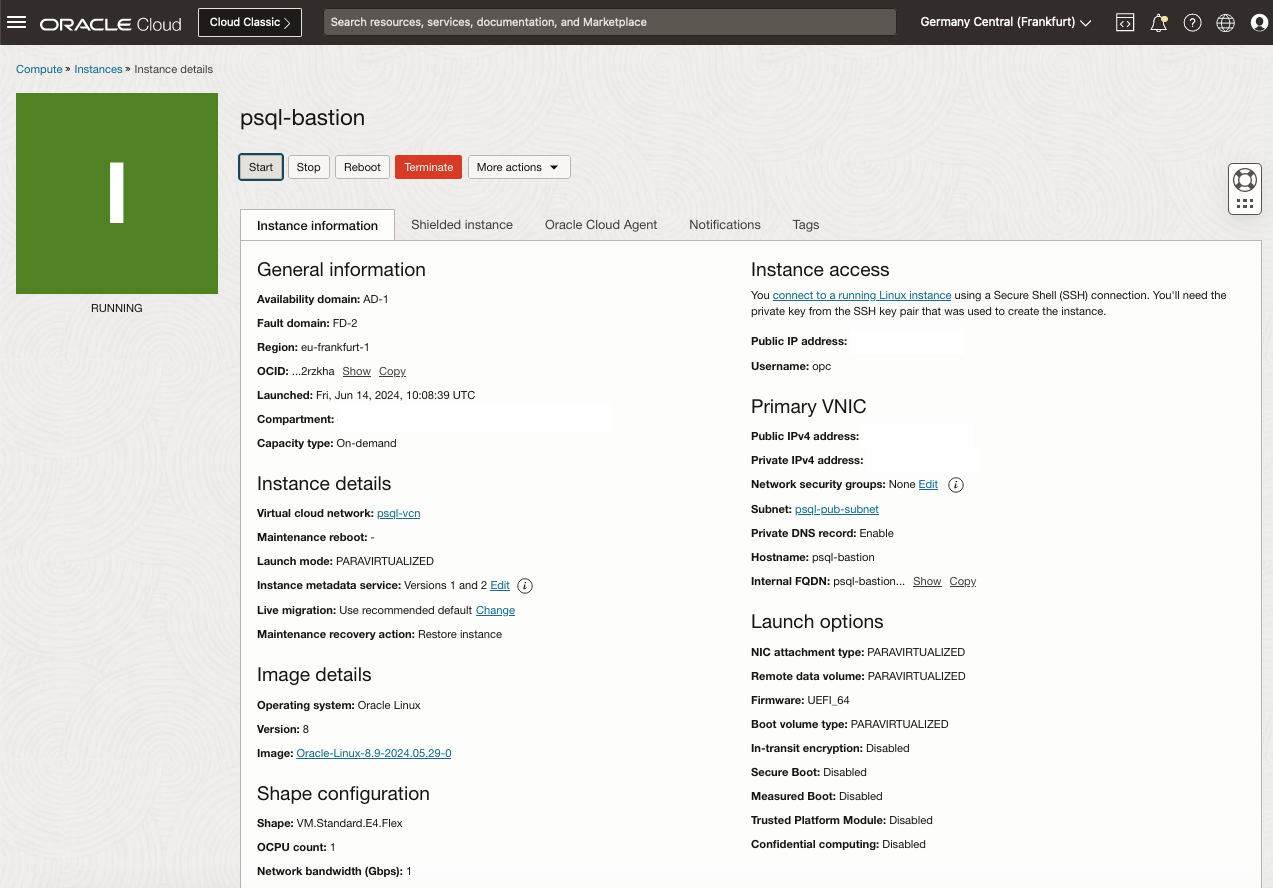 ORACLE Cloud
Cloud Classic
Search resources, services, documentation, and Marketplace
Germany Central (Frankfurt)
Compute » Instances » Instance details
I
RUNNING
psql-bastion
Start
Stop
Reboot
Terminate
More actions
Instance information
Shielded instance
Oracle Cloud Agent
Notifications
Tags
General information
Availability domain: AD-1
Fault domain: FD-2
Region: eu-frankfurt-1
OCID: ...2rzkha Show Copy
Launched: Fri, Jun 14, 2024, 10:08:39 UTC
Compartment:
Capacity type: On-demand
Instance details
Virtual cloud network: psql-vcn
Maintenance reboot: -
Launch mode: PARAVIRTUALIZED
Instance metadata service: Versions 1 and 2 Edit
Live migration: Use recommended default Change
Maintenance recovery action: Restore instance
Image details
Operating system: Oracle Linux
Version: 8
Image: Oracle-Linux-8.9-2024.05.29-0
Shape configuration
Shape: VM.Standard.E4.Flex
OCPU count: 1
Network bandwidth (Gbps): 1
Instance access
You connect to a running Linux instance using a Secure Shell (SSH) connection. You'll need the
private key from the SSH key pair that was used to create the instance.
Public IP address:
Username: opc
Primary VNIC
Public IPv4 address:
Private IPv4 address:
Network security groups: None Edit
Subnet: psql-pub-subnet
Private DNS record: Enable
Hostname: psql-bastion
Internal FQDN: psql-bastion... Show Copy
Launch options
NIC attachment type: PARAVIRTUALIZED
Remote data volume: PARAVIRTUALIZED
Firmware: UEFI_64
Boot volume type: PARAVIRTUALIZED
In-transit encryption: Disabled
Secure Boot: Disabled
Measured Boot: Disabled
Trusted Platform Module: Disabled
Confidential computing: Disabled